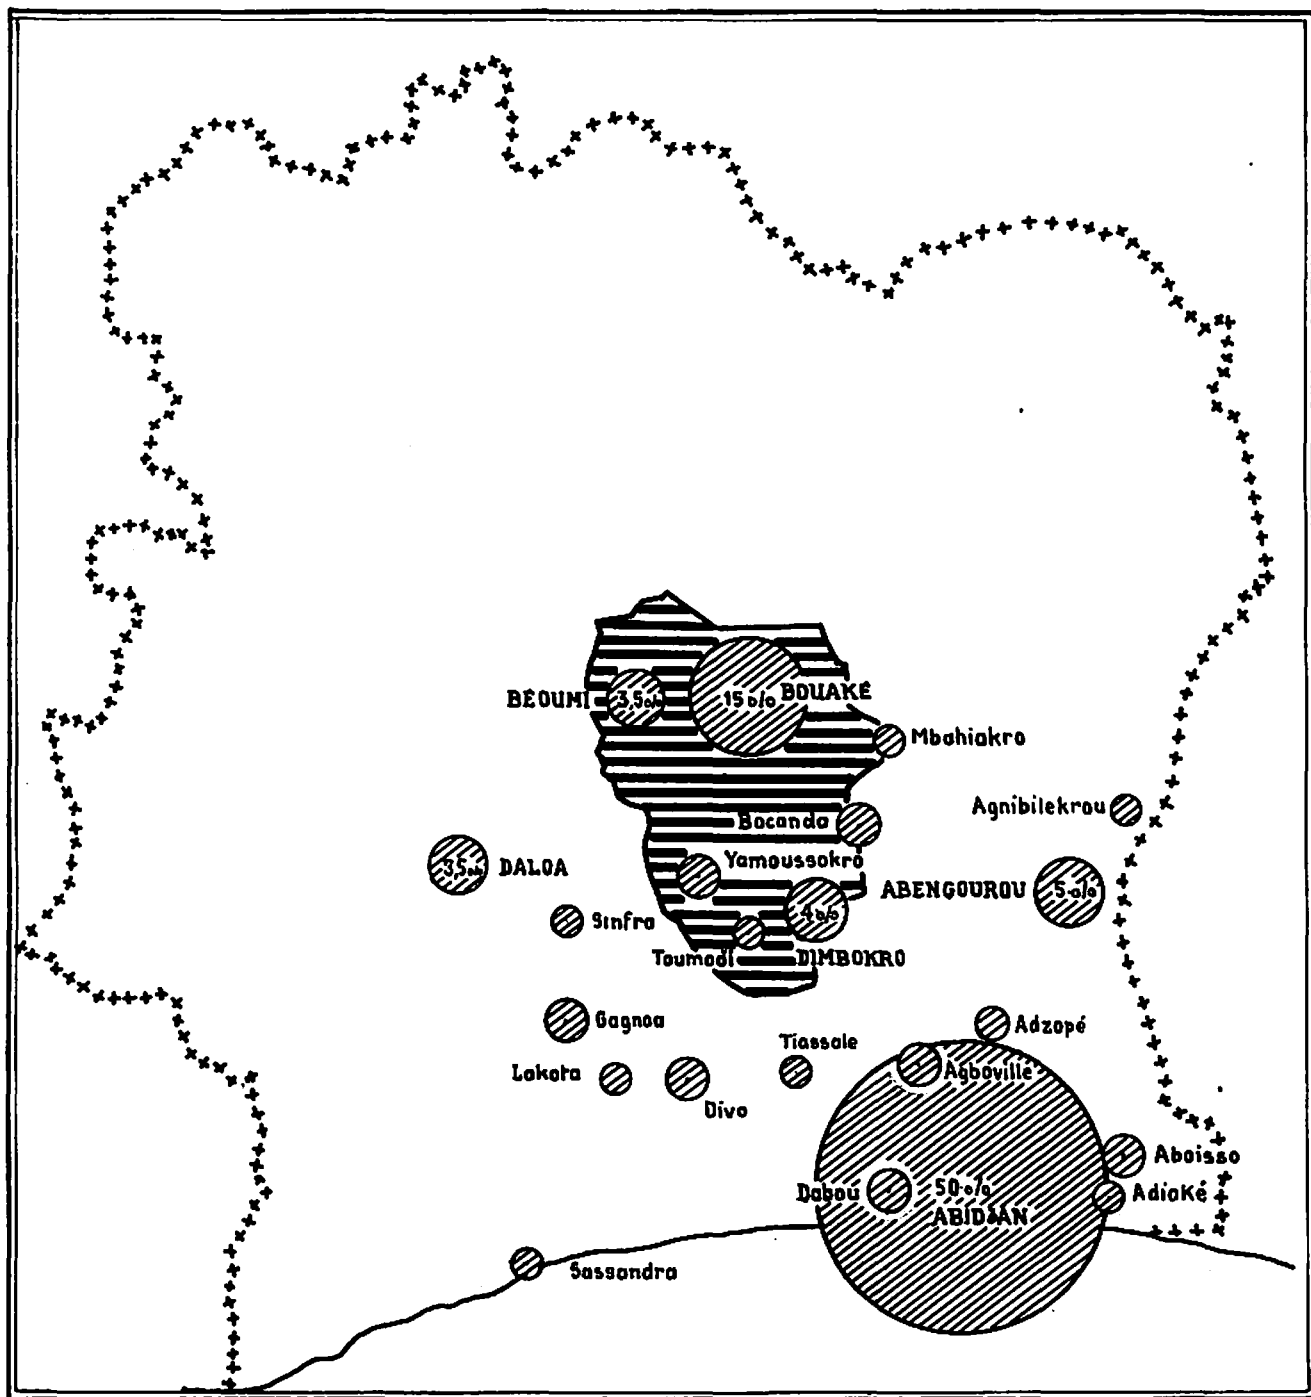 BÉOUMI
3,5%
15%
BOUAKÉ
Mbahiakro
Agnibilekrou
Bocanda
3,5%
DALOA
Yamoussokro
ABENGOUROU
5%
4%
Sinfra
Toumodi
DIMBOKRO
Gagnoa
Adzopé
Tiassale
Lakota
Divo
Agboville
Aboisso
Dabou
50%
ABIDJAN
Adiaké
Sassandra